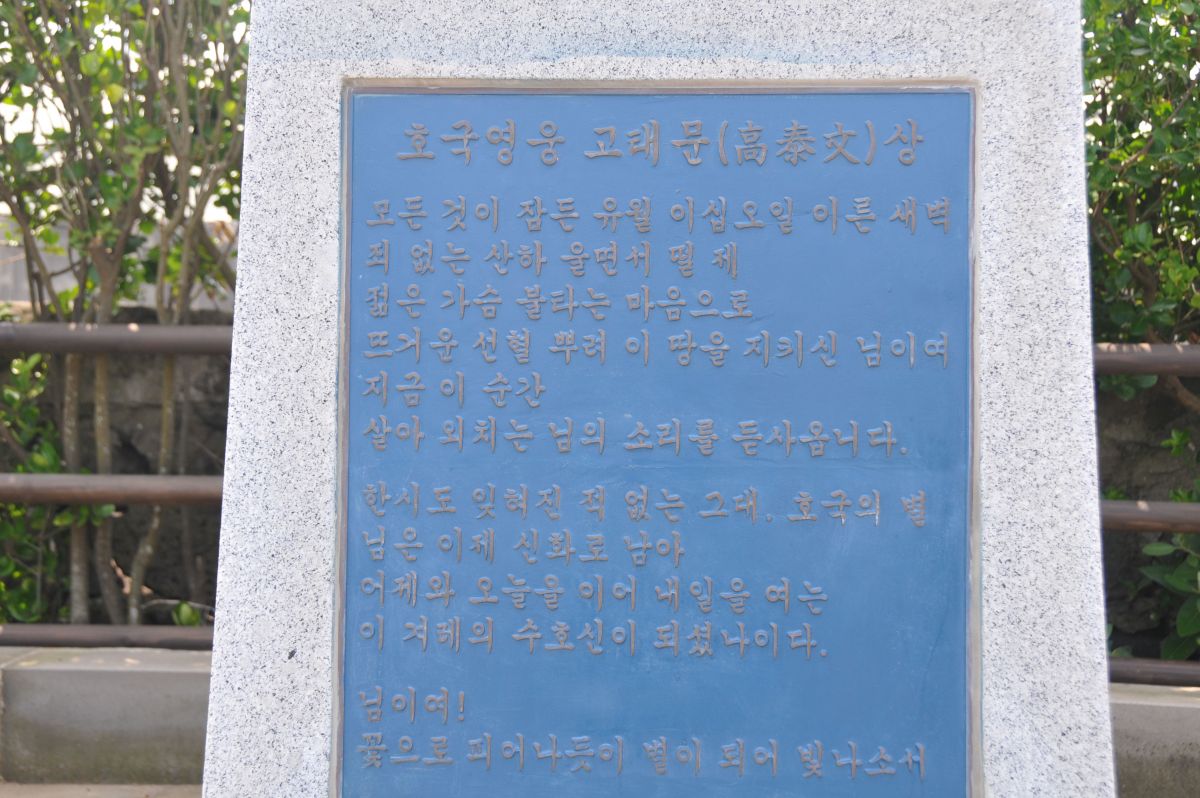 호국영웅 고태문(高泰文)상
모든 것이 잠든 유월 이십오일 이른 새벽
죄 없는 산하 울면서 떨 제
젊은 가슴 불타는 마음으로
뜨거운 선혈 뿌려 이 땅을 지키신 님이여
지금 이 순간
살아 외치는 님의 소리를 듣사옵니다.
한시도 잊혀진 적 없는 그대, 호국의 별
님은 이제 신화로 남아
어제와 오늘을 이어 내일을 여는
이 겨레의 수호신이 되셨나이다.
님이여!
꽃으로 피어나듯이 별이 되어 빛나소서